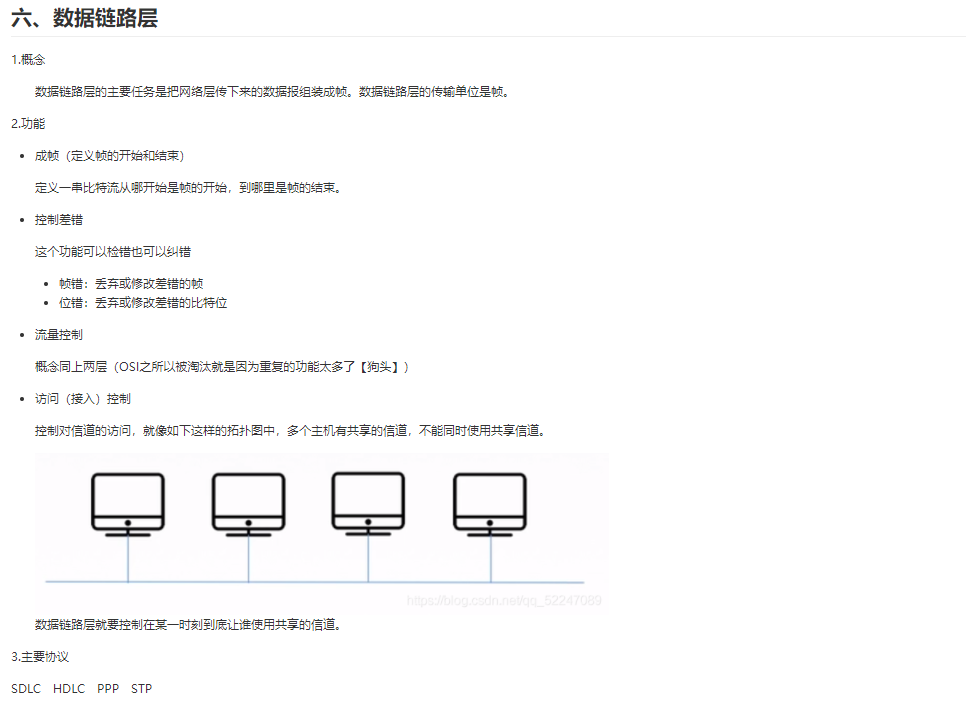 六、数据链路层
1.概念
数据链路层的主要任务是把网络层传下来的数据报组装成帧。数据链路层的传输单位是帧。
2.功能
成帧（定义帧的开始和结束）
定义一串比特流从哪开始是帧的开始，到哪里是帧的结束。
控制差错
这个功能可以检错也可以纠错
帧错：丢弃或修改差错的帧
位错：丢弃或修改差错的比特位
流量控制
概念同上两层（OSI之所以被淘汰就是因为重复的功能太多了【狗头】）
访问（接入）控制
控制对信道的访问，就像如下这样的拓扑图中，多个主机有共享的信道，不能同时使用共享信道。
https://blog.csdn.net/qq_52247089
数据链路层就要控制在某一时刻到底让谁使用共享的信道。
3.主要协议
SDLC HDLC PPP STP